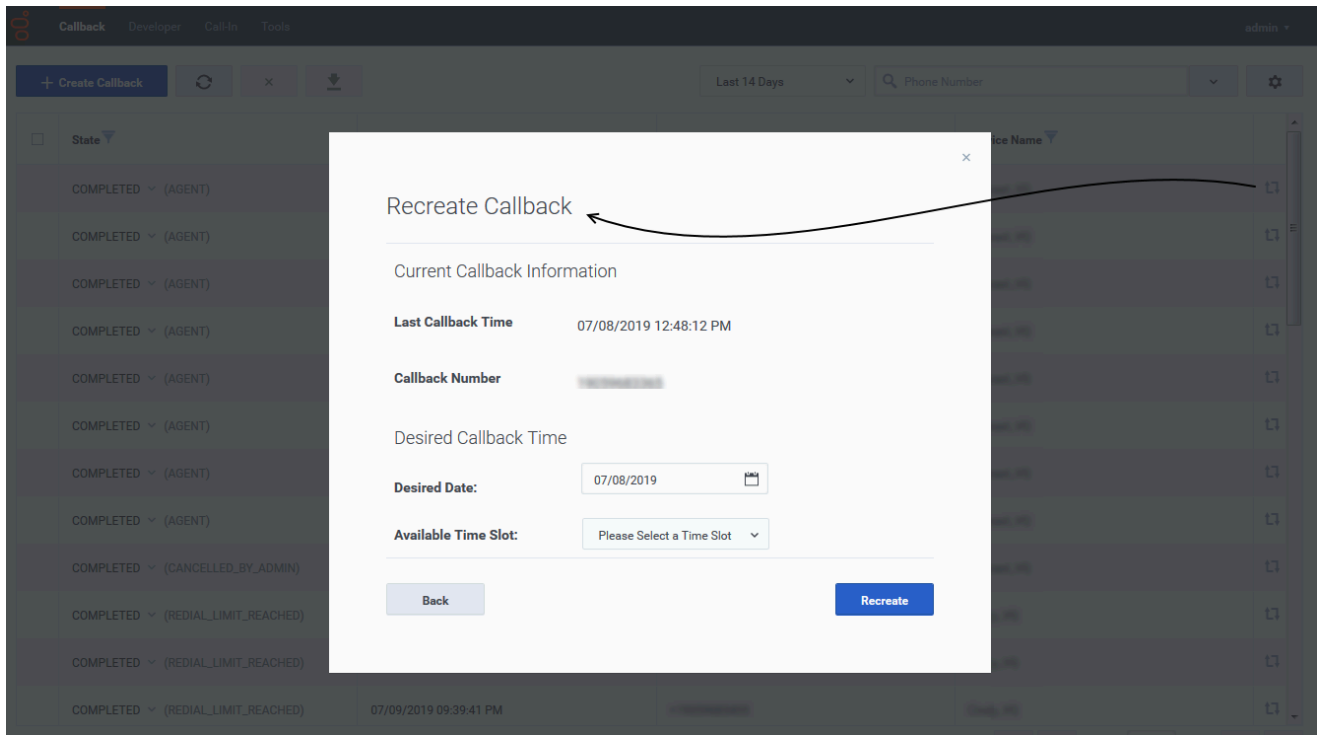 Callback Developer Call-In Tools admin
+ Create Callback Last 14 Days Phone Number
State ice Name
COMPLETED (AGENT)
Recreate Callback
COMPLETED (AGENT)
Current Callback Information
COMPLETED (AGENT)
Last Callback Time 07/08/2019 12:48:12 PM
COMPLETED (AGENT)
Callback Number
COMPLETED (AGENT)
COMPLETED (AGENT)
Desired Callback Time
COMPLETED (AGENT)
Desired Date: 07/08/2019
COMPLETED (AGENT)
Available Time Slot: Please Select a Time Slot
COMPLETED (CANCELLED_BY_ADMIN)
Back Recreate
COMPLETED (REDIAL_LIMIT_REACHED)
COMPLETED (REDIAL_LIMIT_REACHED)
COMPLETED (REDIAL_LIMIT_REACHED) 07/09/2019 09:39:41 PM